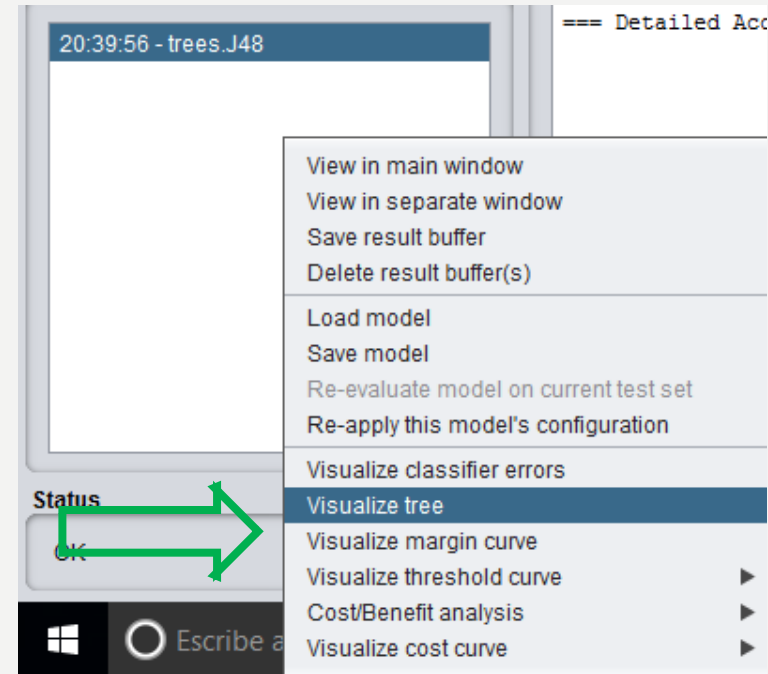 === Detailed Acc
20:39:56 - trees.J48
View in main window
View in separate window
Save result buffer
Delete result buffer(s)
Load model
Save model
Re-evaluate model on current test set
Re-apply this model's configuration
Visualize classifier errors
Visualize tree
Visualize margin curve
Visualize threshold curve
Cost/Benefit analysis
Visualize cost curve
Status
OK
Escribe a